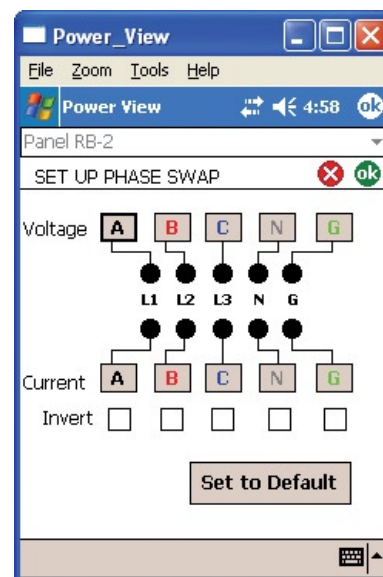 Power_View
File Zoom Tools Help
Power View 4:58 ok
Panel RB-2
SET UP PHASE SWAP ok
Voltage A B C N G
L1 L2 L3 N G
Current A B C N G
Invert
Set to Default